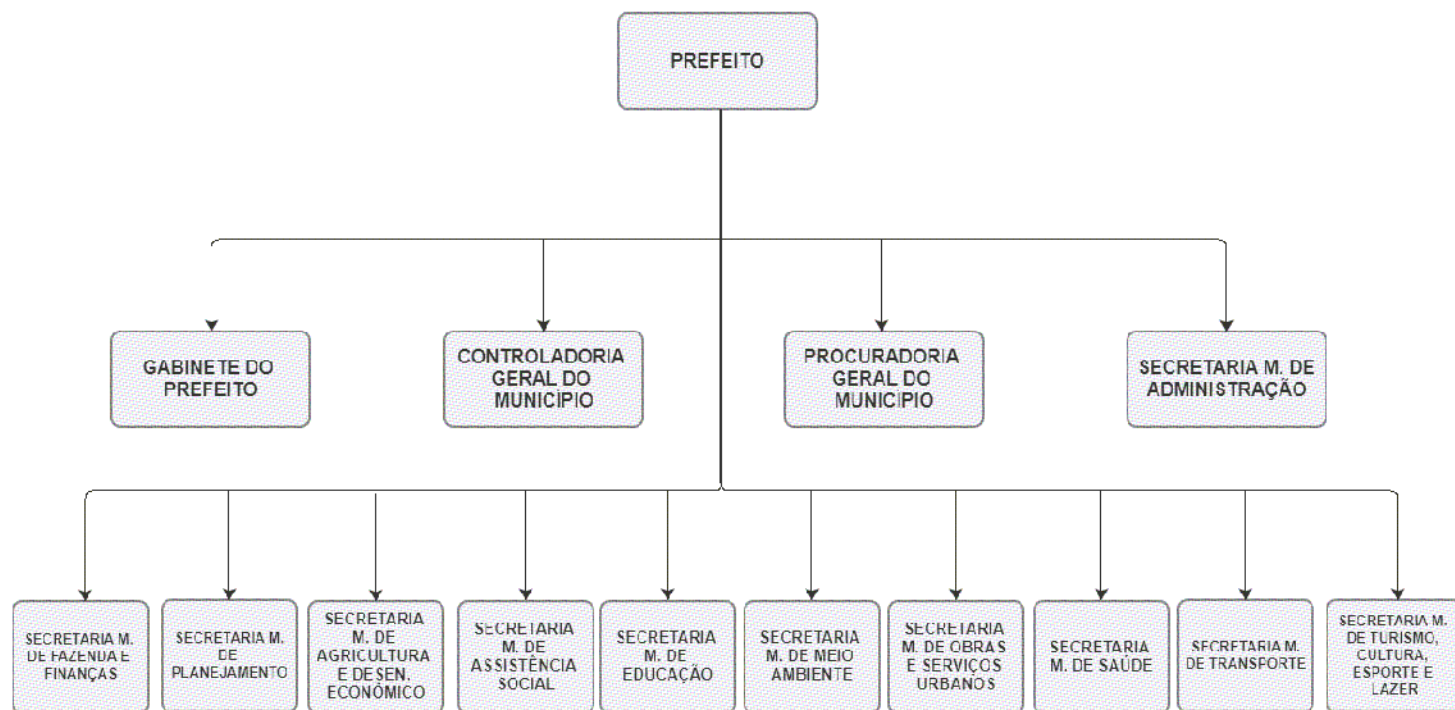 PREFEITO
GABINETE DO
PREFEITO
CONTROLADORIA
GERAL DO
MUNICÍPIO
PROCURADORIA
GERAL DO
MUNICÍPIO
SECRETARIA M. DE
ADMINISTRAÇÃO
SECRETARIA M.
DE FAZENDA E
FINANÇAS
SECRETARIA M.
DE
PLANEJAMENTO
SECRETARIA
M. DE
AGRICULTURA
E DESEN.
ECONÔMICO
SECRETARIA
M. DE
ASSISTÊNCIA
SOCIAL
SECRETARIA
M. DE
EDUCAÇÃO
SECRETARIA
M. DE MEIO
AMBIENTE
SECRETARIA
M. DE OBRAS
E SERVIÇOS
URBANOS
SECRETARIA
M. DE SAÚDE
SECRETARIA M.
DE TRANSPORTE
SECRETARIA M.
DE TURISMO,
CULTURA,
ESPORTE E
LAZER